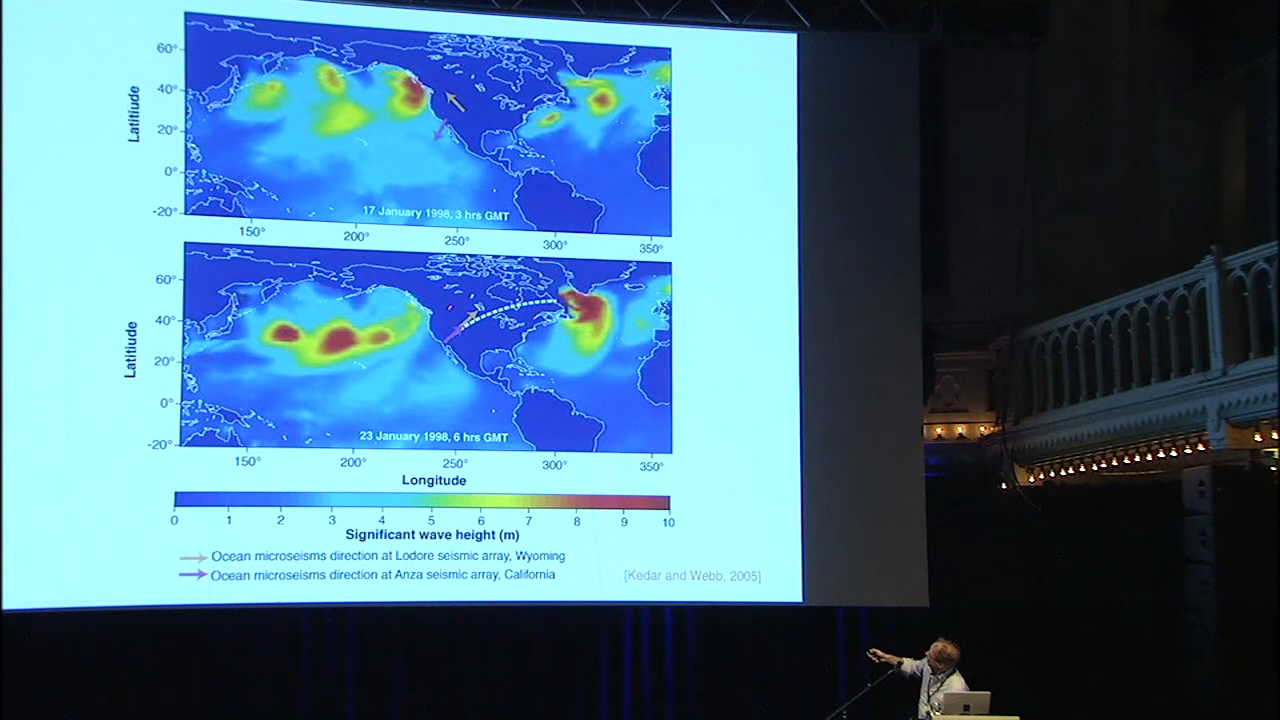 60°
40°
20°
0°
-20°
Latitiude
17 January 1998, 3 hrs GMT
150° 200° 250° 300° 350°
60°
40°
20°
0°
-20°
Latitiude
23 January 1998, 6 hrs GMT
150° 200° 250° 300° 350°
Longitude
0 1 2 3 4 5 6 7 8 9 10
Significant wave height (m)
Ocean microseisms direction at Lodore seismic array, Wyoming
Ocean microseisms direction at Anza seismic array, California
[Kedar and Webb, 2005]